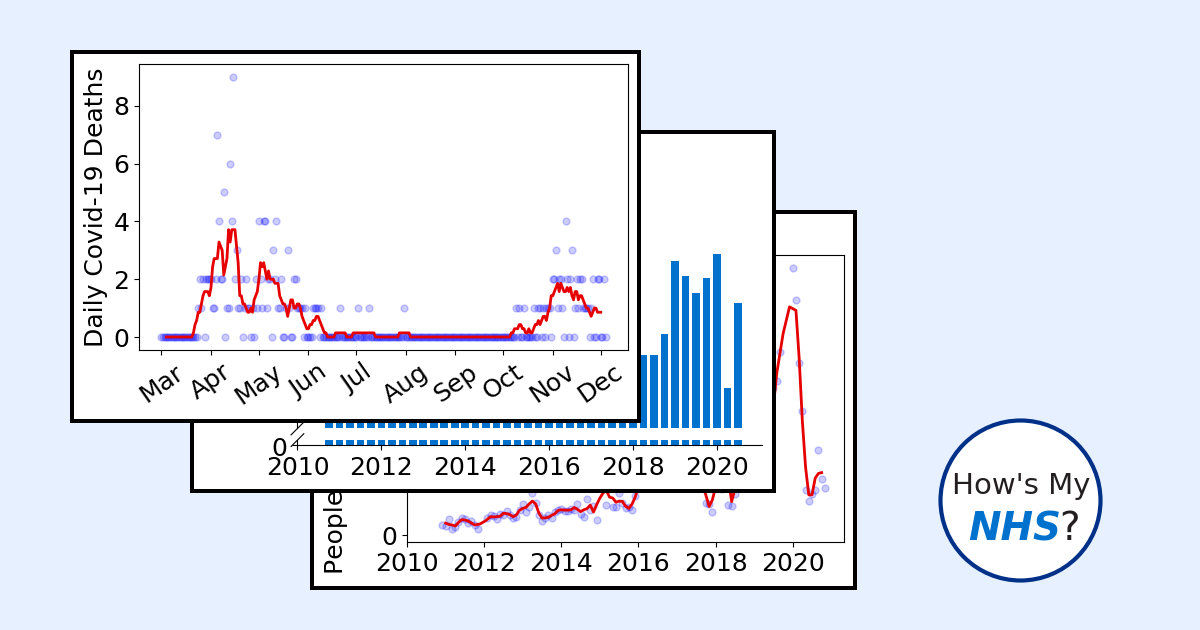 Daily Covid-19 Deaths
8
6
4
2
0
Mar Apr May Jun Jul Aug Sep Oct Nov Dec
0
2010 2012 2014 2016 2018 2020
People
0
2010 2012 2014 2016 2018 2020
How's My
NHS?